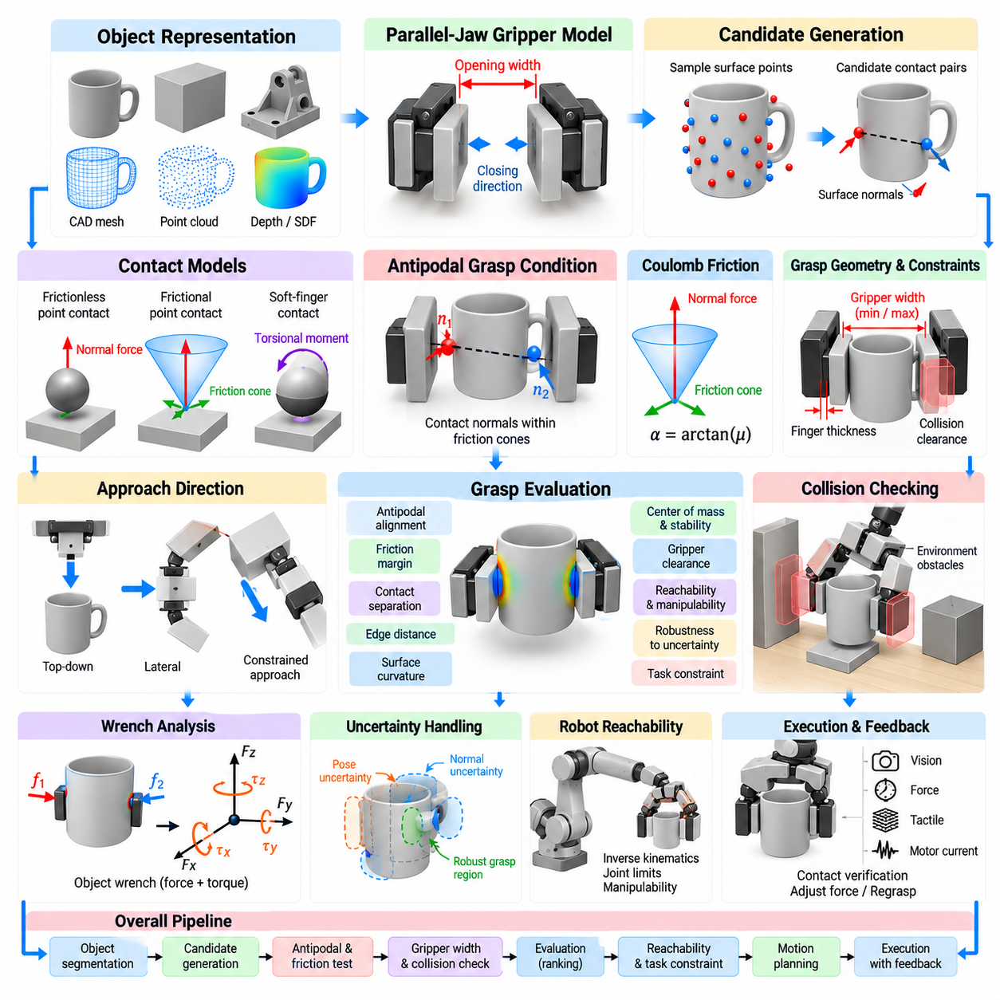 Object Representation
CAD mesh
Point cloud
Depth / SDF
Parallel-Jaw Gripper Model
Opening width
Closing
direction
Candidate Generation
Sample surface points
Candidate contact pairs
Surface normals
Contact Models
Frictionless
point contact
Normal force
Frictional
point contact
Friction cone
Soft-finger
contact
Torsional moment
Antipodal Grasp Condition
n1
n2
Contact normals within
friction cones
Coulomb Friction
Normal force
Friction cone
α = arctan(μ)
Grasp Geometry & Constraints
Gripper width
(min / max)
Finger thickness
Collision
clearance
Approach Direction
Top-down
Lateral
Constrained
approach
Grasp Evaluation
Antipodal
alignment
Friction
margin
Contact
separation
Edge distance
Surface
curvature
Center of mass
& stability
Gripper
clearance
Reachability
& manipulability
Robustness
to uncertainty
Task constraint
Collision Checking
Environment
obstacles
Wrench Analysis
f1
f2
Fz
τz
Fy
τy
τx
Fx
Object wrench (force + torque)
Uncertainty Handling
Pose
uncertainty
Normal
uncertainty
Robust grasp
region
Robot Reachability
Inverse kinematics
Joint limits
Manipulability
Execution & Feedback
Vision
Force
Tactile
Motor current
Contact verification
Adjust force / Regrasp
Overall Pipeline
Object
segmentation
Candidate
generation
Antipodal &
friction test
Gripper width
& collision check
Evaluation
(ranking)
Reachability
& task constraint
Motion
planning
Execution
with feedback